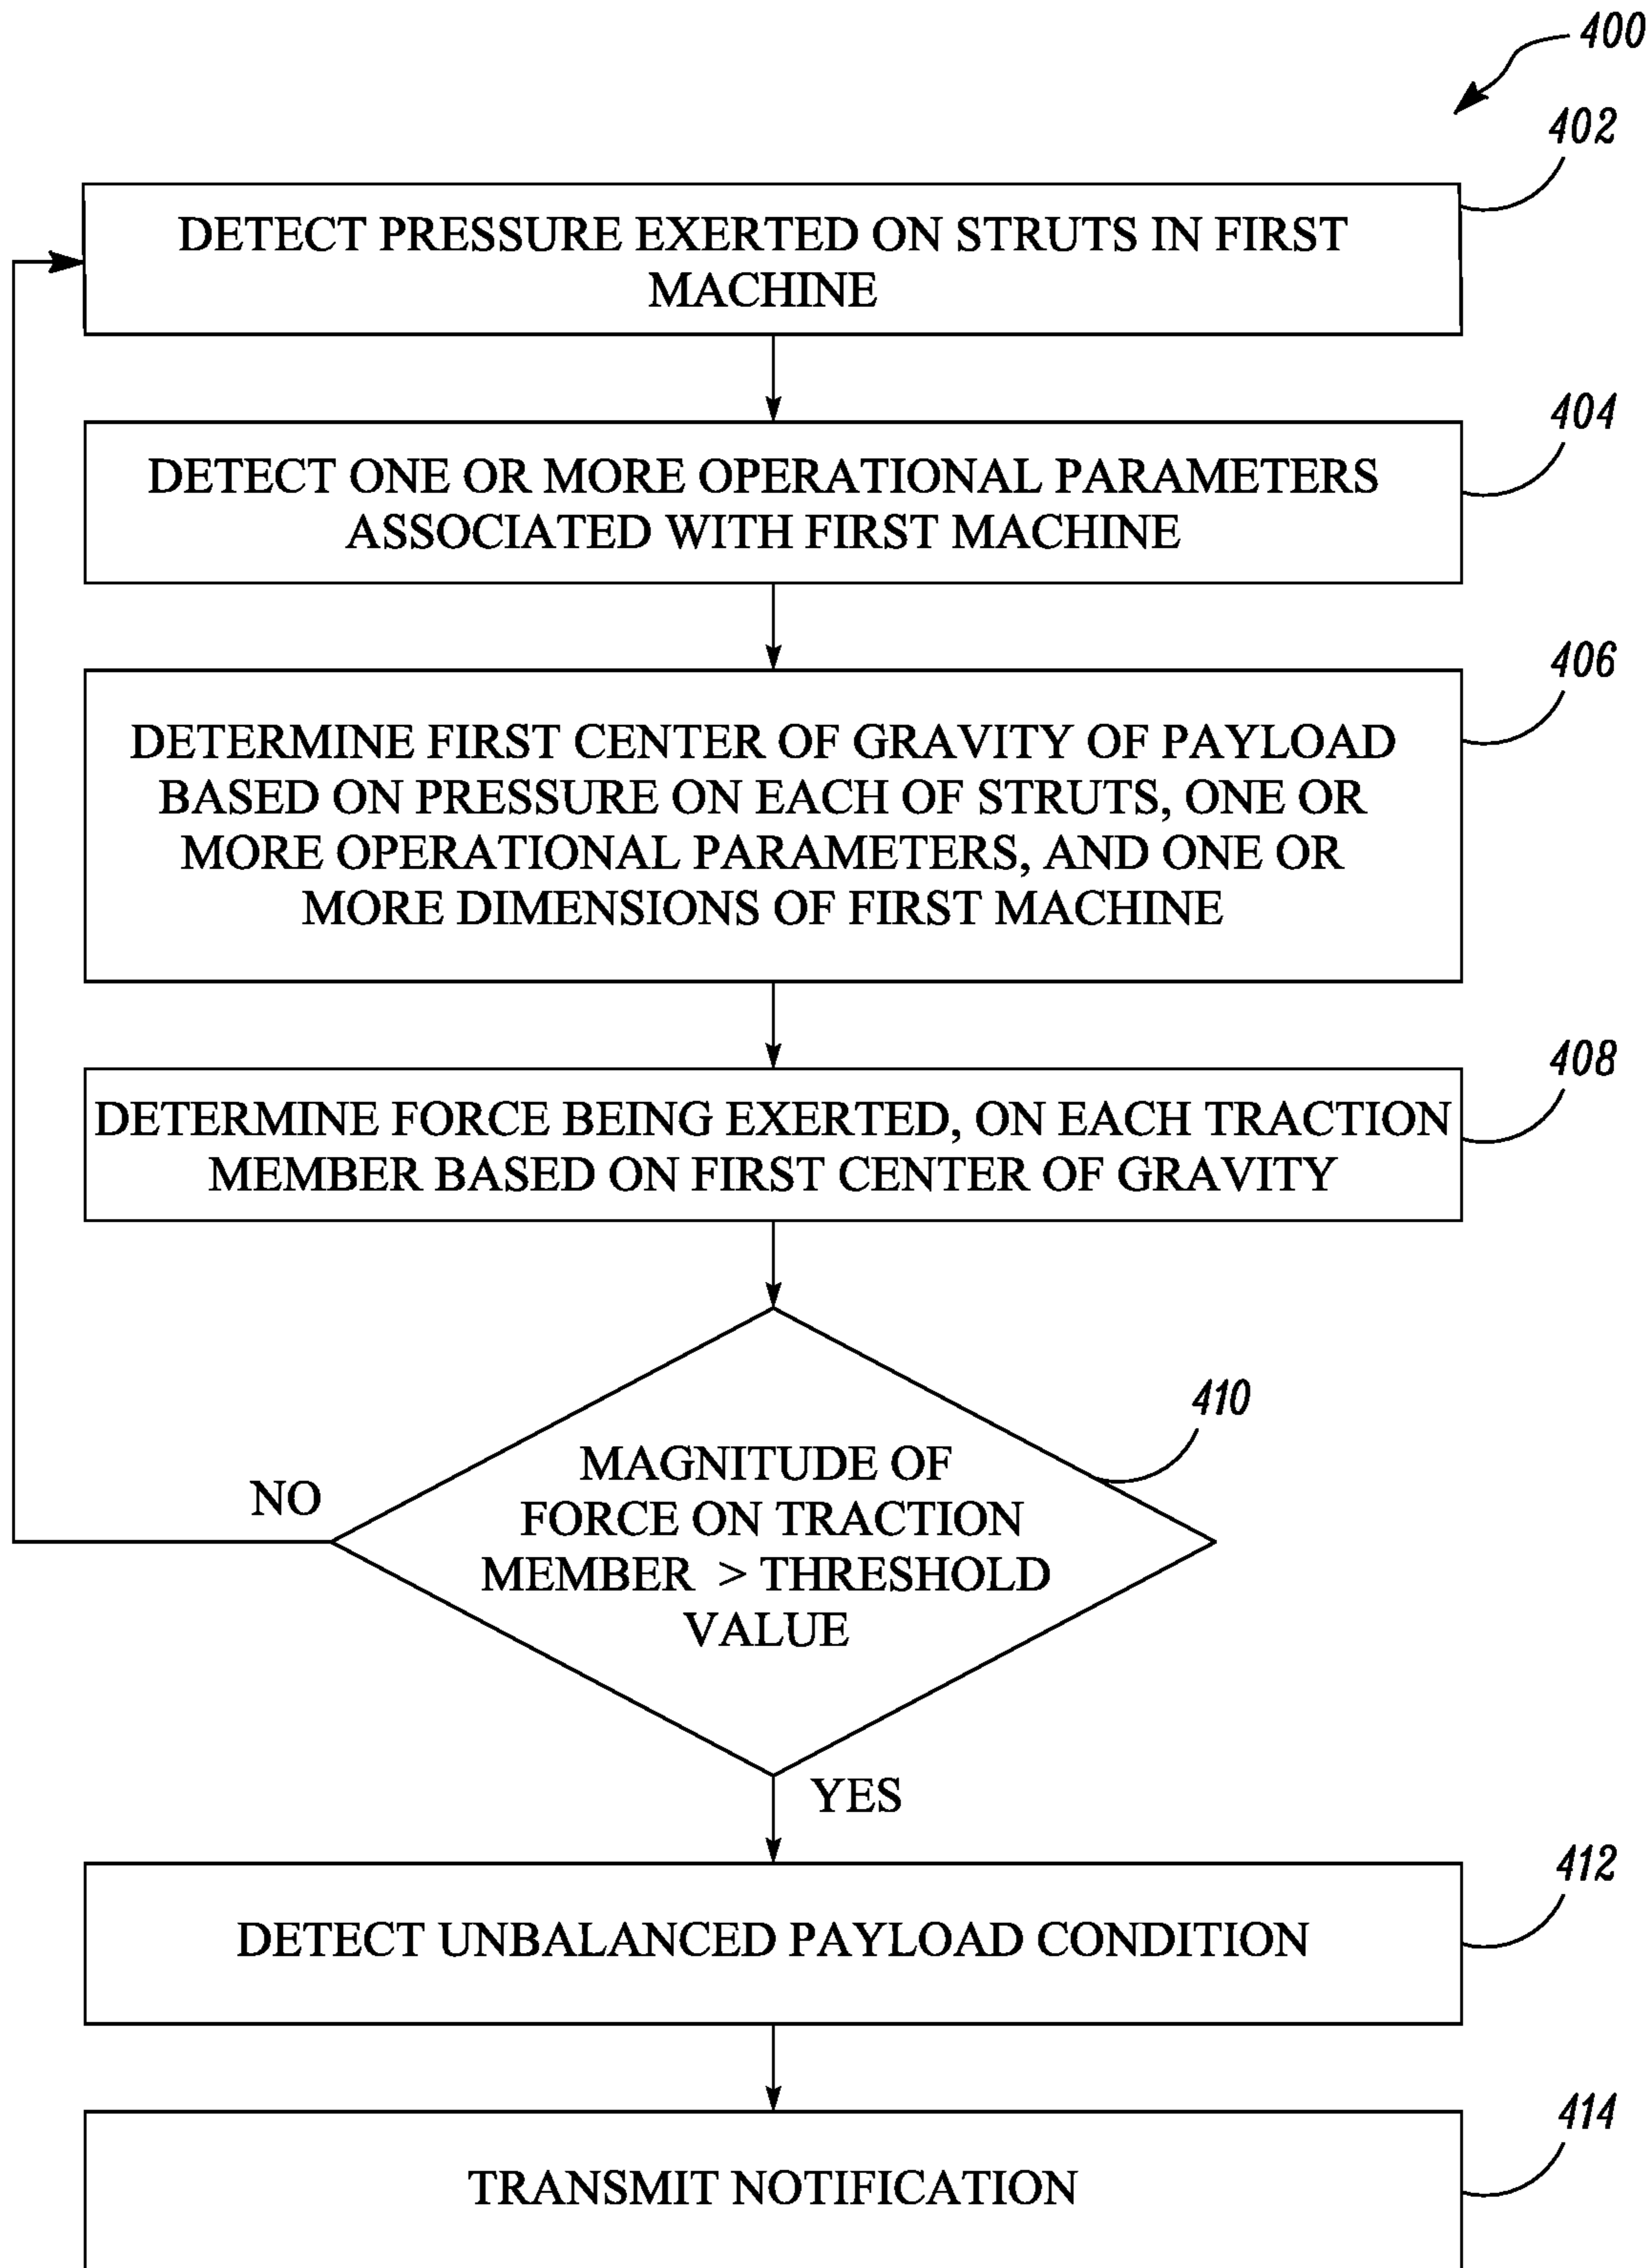 400
402
DETECT PRESSURE EXERTED ON STRUTS IN FIRST
MACHINE
404
DETECT ONE OR MORE OPERATIONAL PARAMETERS
ASSOCIATED WITH FIRST MACHINE
406
DETERMINE FIRST CENTER OF GRAVITY OF PAYLOAD
BASED ON PRESSURE ON EACH OF STRUTS, ONE OR
MORE OPERATIONAL PARAMETERS, AND ONE OR
MORE DIMENSIONS OF FIRST MACHINE
408
DETERMINE FORCE BEING EXERTED, ON EACH TRACTION
MEMBER BASED ON FIRST CENTER OF GRAVITY
410
MAGNITUDE OF
FORCE ON TRACTION
MEMBER > THRESHOLD
VALUE
NO
YES
412
DETECT UNBALANCED PAYLOAD CONDITION
414
TRANSMIT NOTIFICATION